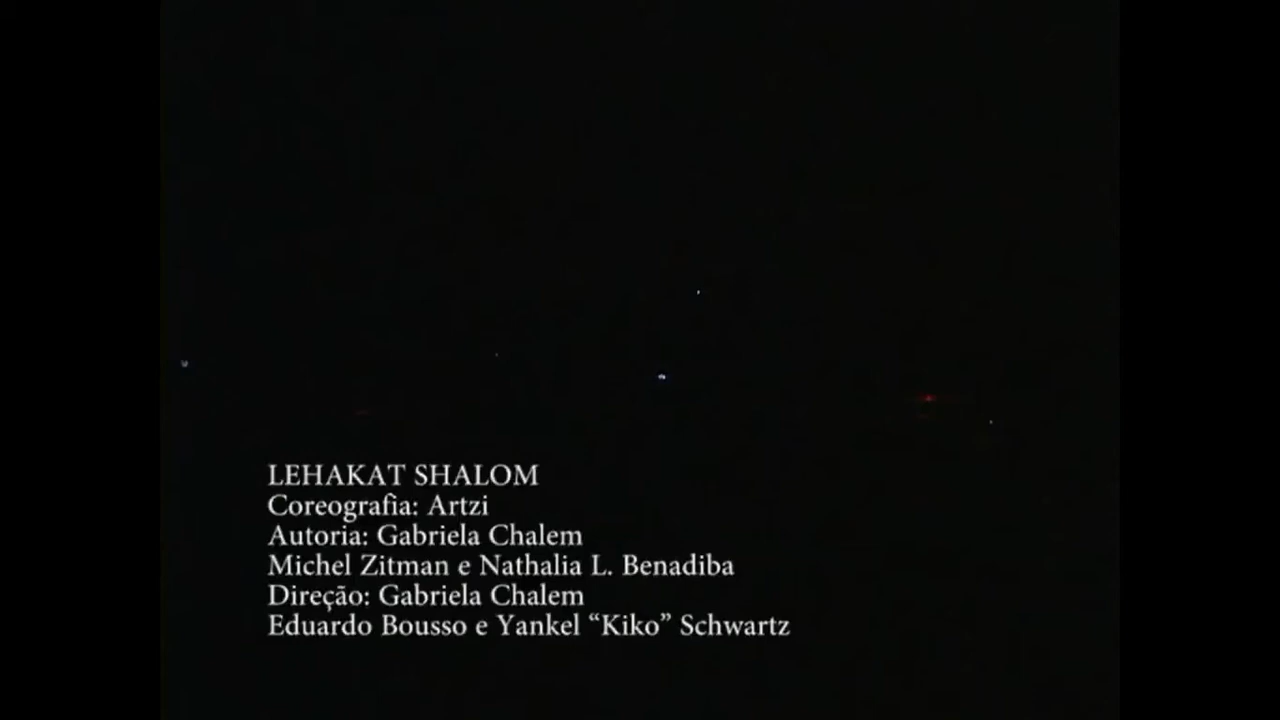 LEHAKAT SHALOM
Coreografia: Artzi
Autoria: Gabriela Chalem
Michel Zitman e Nathalia L. Benadiba
Direção: Gabriela Chalem
Eduardo Bousso e Yankel “Kiko” Schwartz